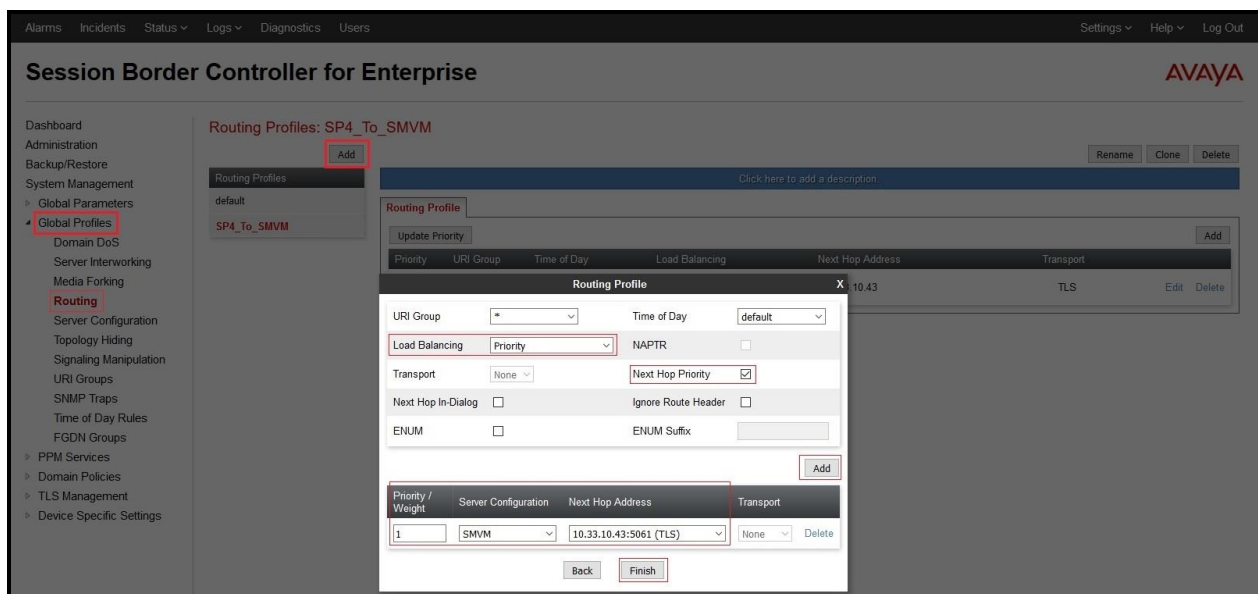 Alarms Incidents Status Logs Diagnostics Users Settings Help Log Out
Session Border Controller for Enterprise
AVAYA
Dashboard
Administration
Backup/Restore
System Management
Global Parameters
Global Profiles
Domain DoS
Server Interworking
Media Forking
Routing
Server Configuration
Topology Hiding
Signaling Manipulation
URI Groups
SNMP Traps
Time of Day Rules
FGDN Groups
PPM Services
Domain Policies
TLS Management
Device Specific Settings
Routing Profiles: SP4_To_SMVM
Add
Rename Clone Delete
Routing Profiles
default
SP4_To_SMVM
Click here to add a description.
Routing Profile
Update Priority Add
Priority URI Group Time of Day Load Balancing Next Hop Address Transport
10.43 TLS Edit Delete
Routing Profile X
URI Group * Time of Day default
Load Balancing Priority NAPTR
Transport None Next Hop Priority
Next Hop In-Dialog Ignore Route Header
ENUM ENUM Suffix
Add
Priority / Weight Server Configuration Next Hop Address Transport
1 SMVM 10.33.10.43:5061 (TLS) None Delete
Back Finish